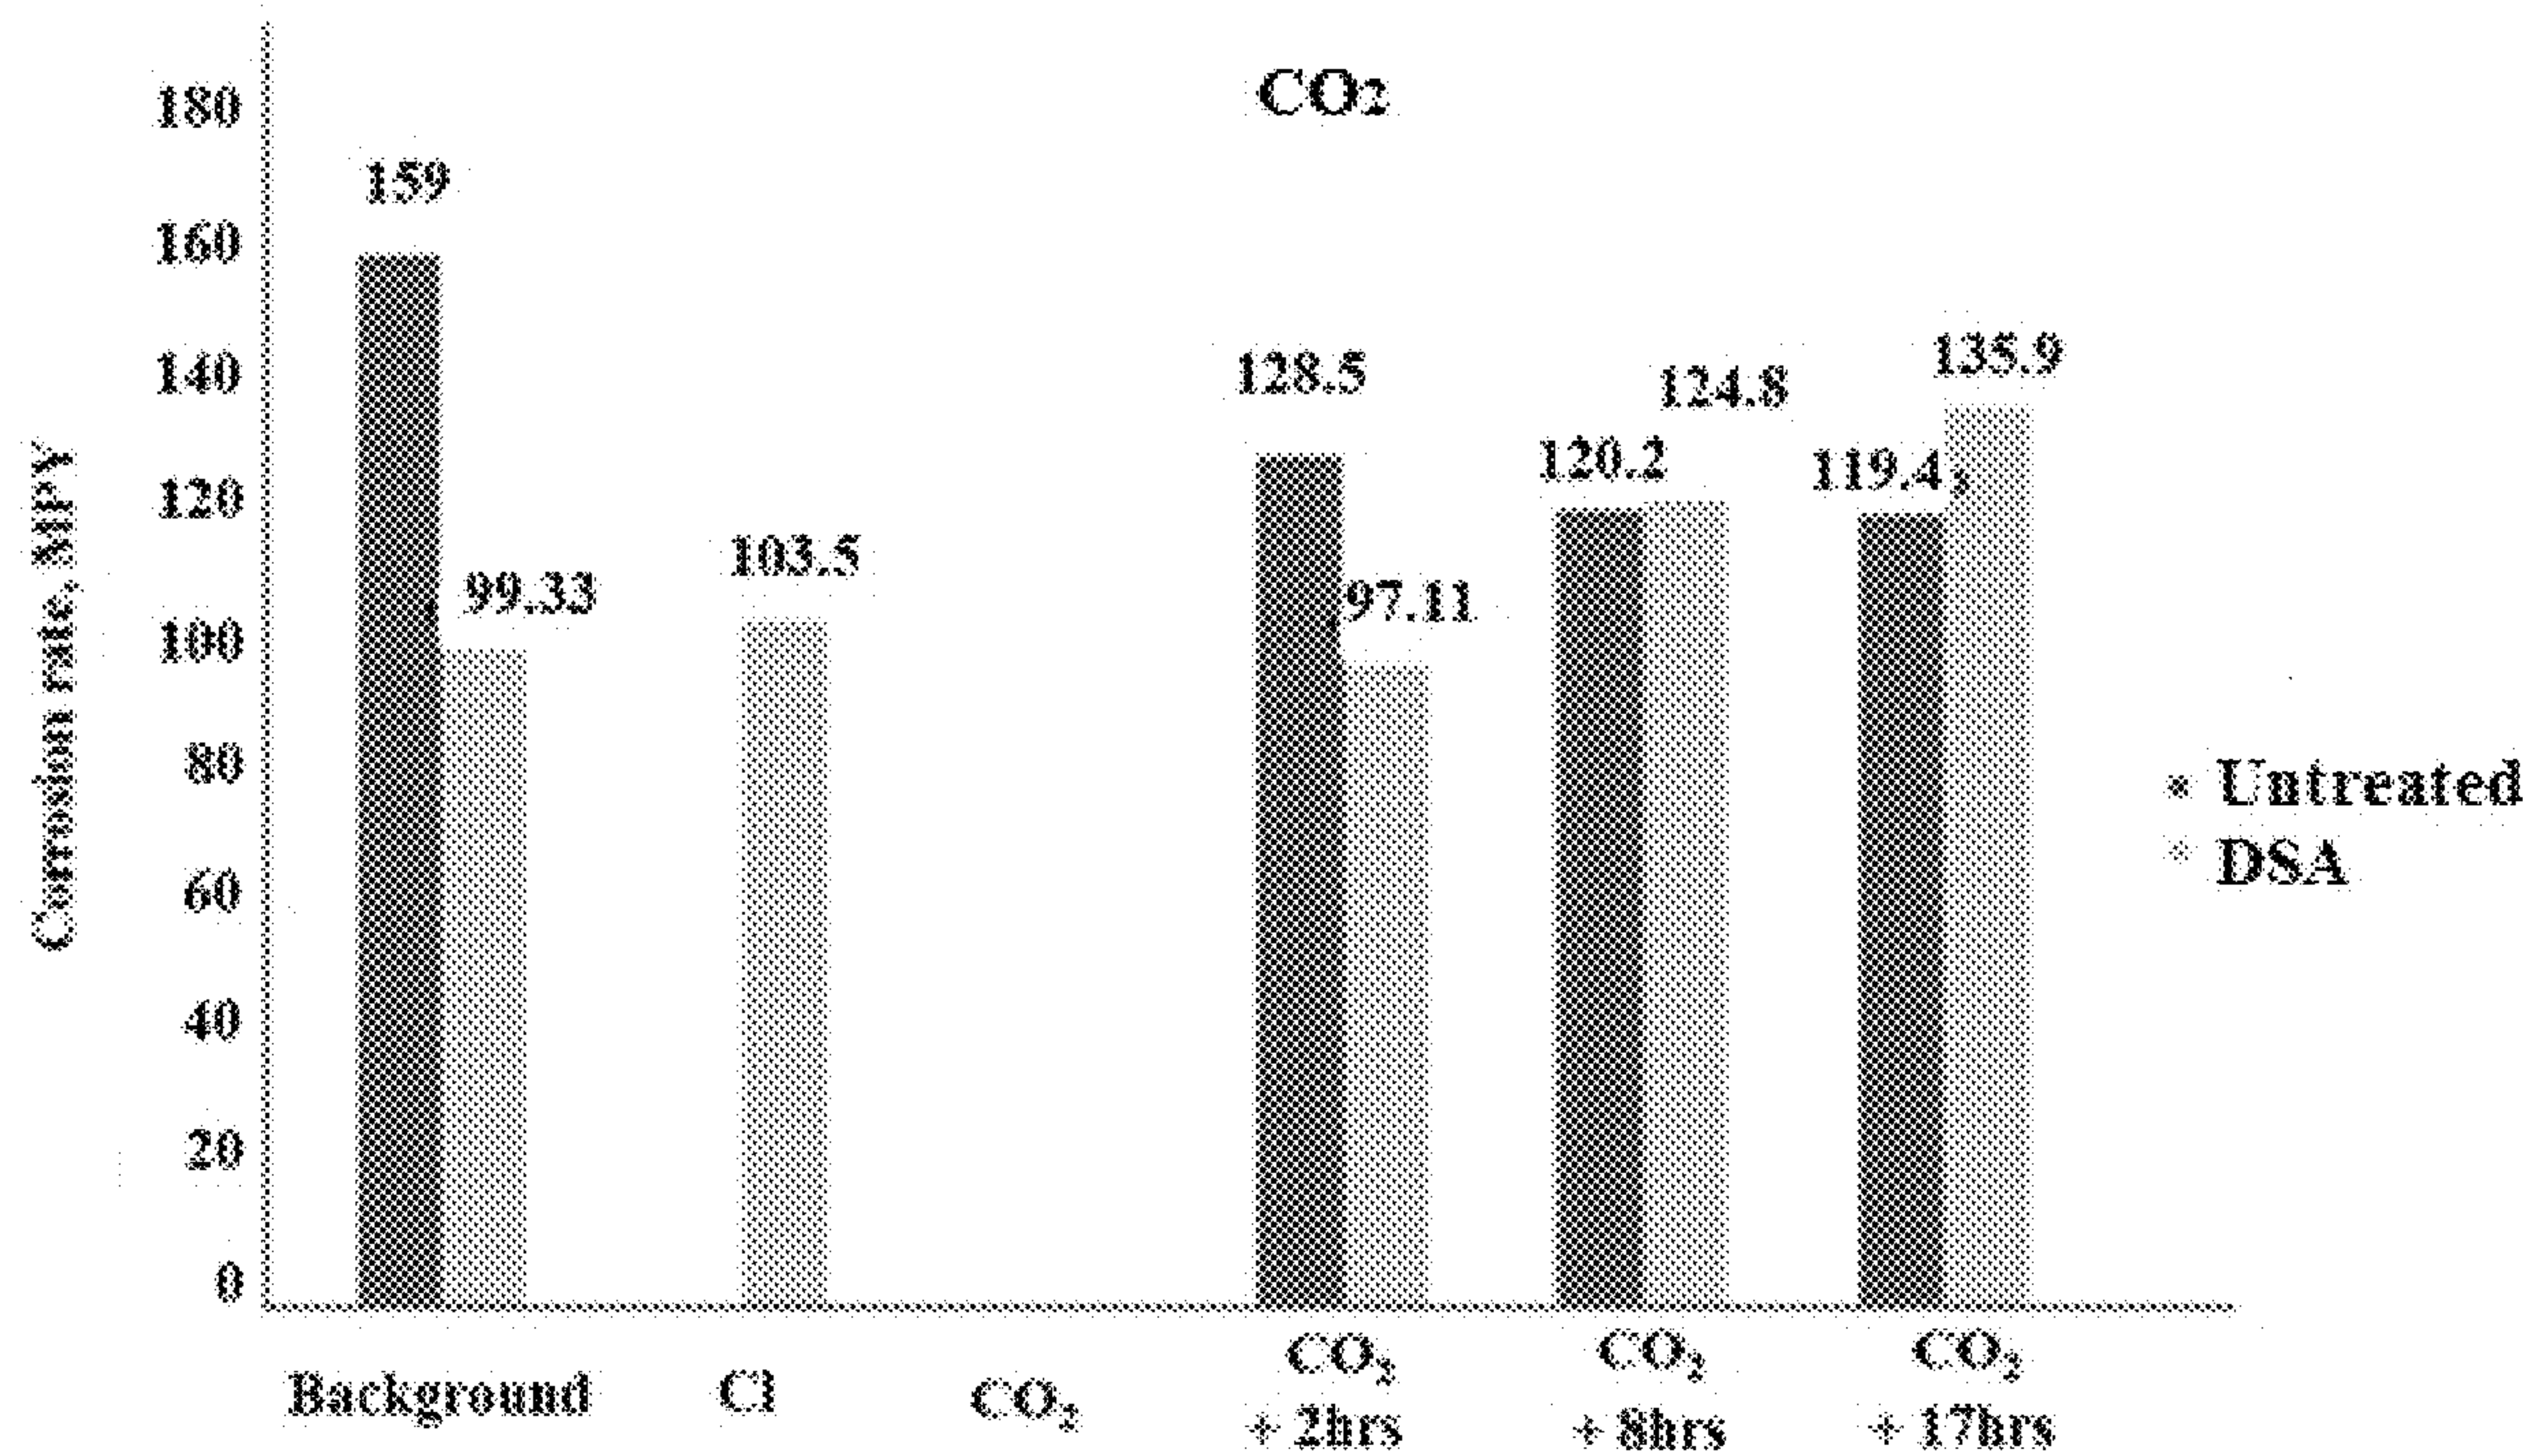 CO₂
Corrosion rate, MPY
180
160
140
120
100
80
60
40
20
0
159
99.33
103.5
128.5
97.11
120.2
124.8
119.4
135.9
Background
Cl
CO₂
CO₂
+ 2hrs
CO₂
+ 8hrs
CO₂
+ 17hrs
Untreated
DSA